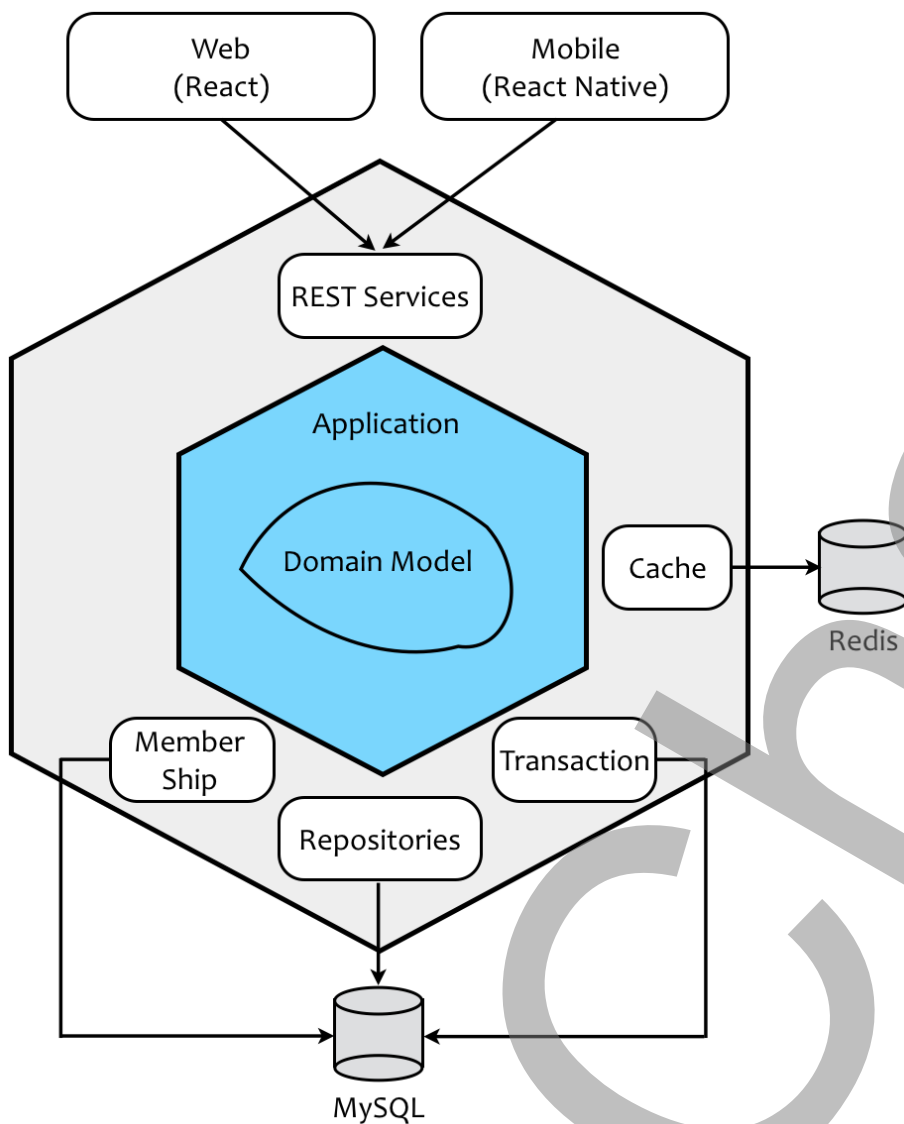 Web
(React)
Mobile
(React Native)
REST Services
Application
Domain Model
Cache
Redis
Member
Ship
Transaction
Repositories
MySQL